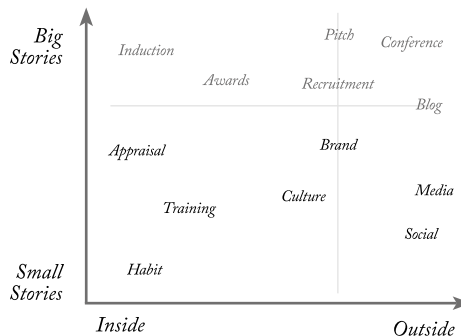 Big
Stories
Pitch
Conference
Induction
Awards
Recruitment
Blog
Appraisal
Brand
Media
Culture
Training
Social
Habit
Small
Stories
Inside
Outside